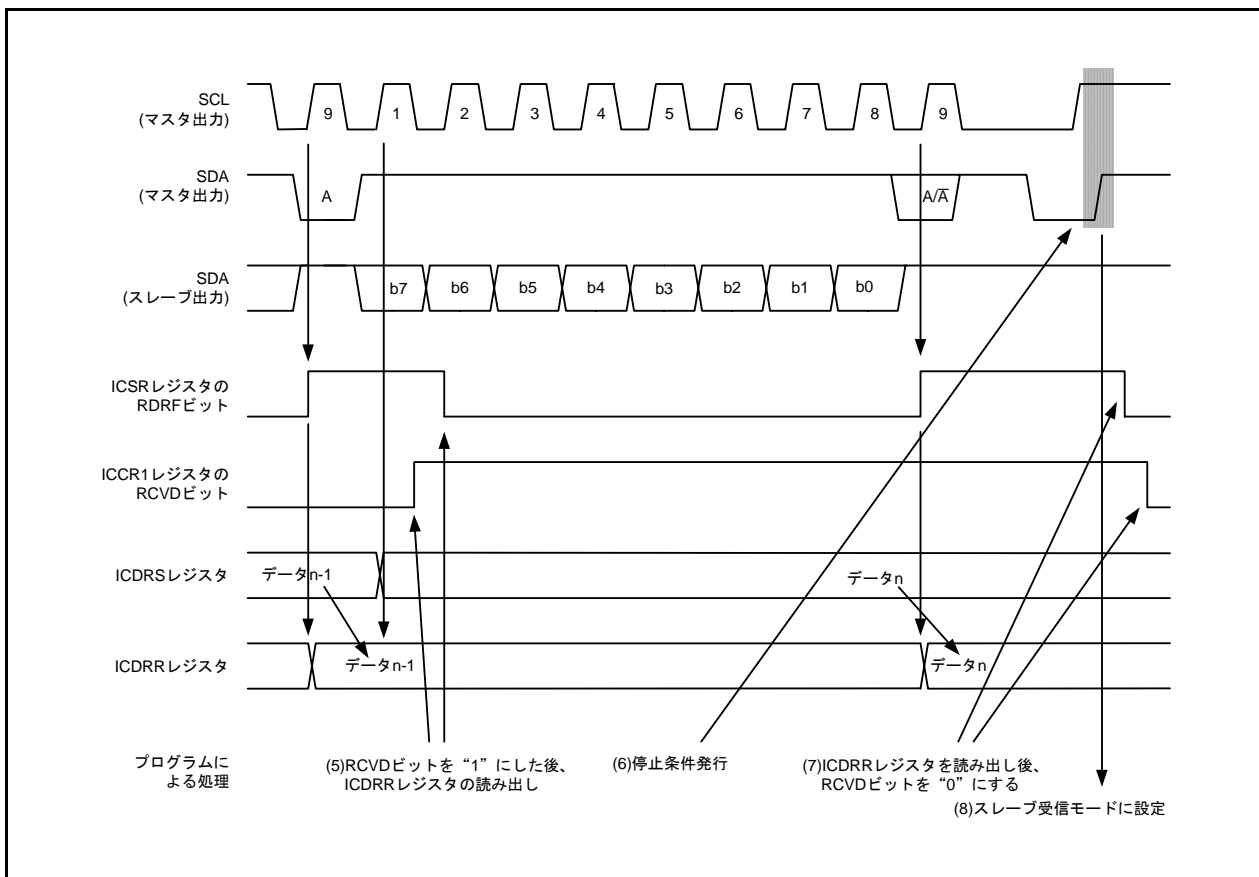 SCL
(マスタ出力)
9 1 2 3 4 5 6 7 8 9
SDA
(マスタ出力)
A A/A̅
SDA
(スレーブ出力)
b7 b6 b5 b4 b3 b2 b1 b0
ICSRレジスタの
RDRFビット
ICCR1レジスタの
RCVDビット
ICDRSレジスタ データn-1 データn
ICDRRレジスタ データn-1 データn
プログラムに
よる処理
(5)RCVDビットを“1”にした後、
ICDRRレジスタの読み出し
(6)停止条件発行
(7)ICDRRレジスタを読み出し後、
RCVDビットを“0”にする
(8)スレーブ受信モードに設定